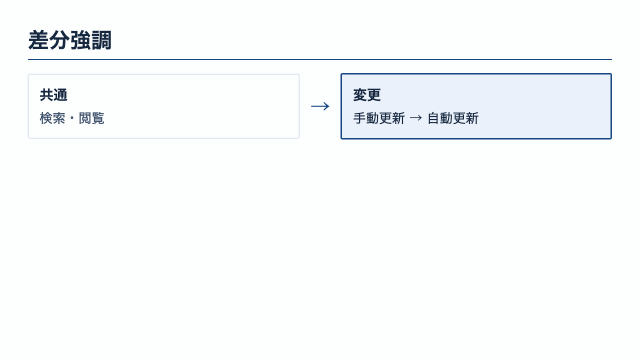 差分強調
共通
検索・閲覧
→
変更
手動更新 → 自動更新